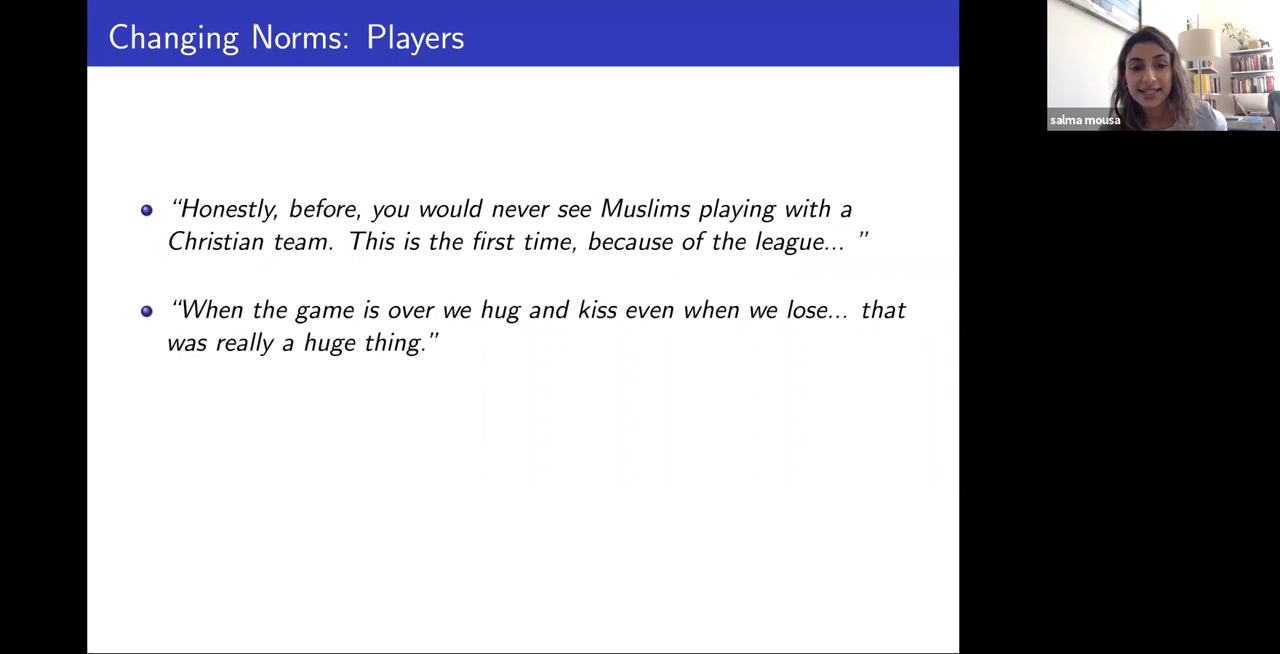 Changing Norms: Players
salma mousa
“Honestly, before, you would never see Muslims playing with a
Christian team. This is the first time, because of the league... ”
“When the game is over we hug and kiss even when we lose... that
was really a huge thing.”